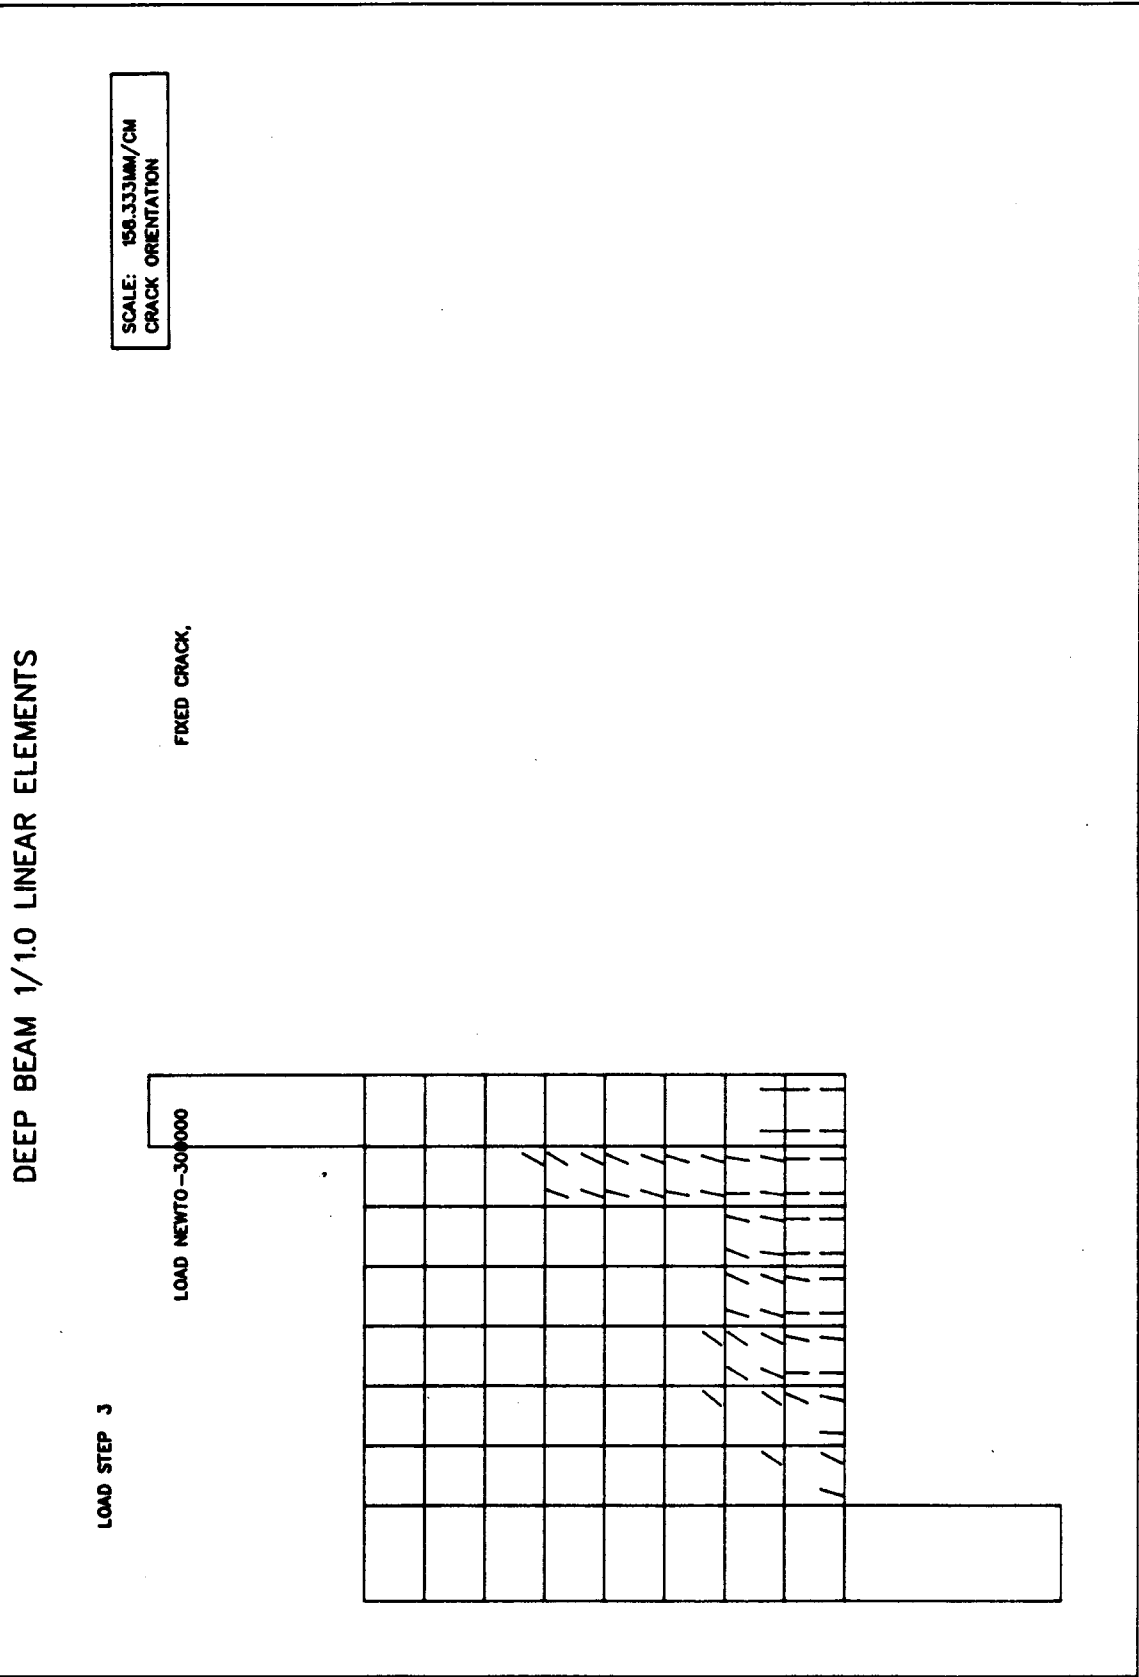 DEEP BEAM 1/1.0 LINEAR ELEMENTS
LOAD STEP 3
SCALE: 158.333MM/CM
CRACK ORIENTATION
LOAD NEWTO-300000
FIXED CRACK,